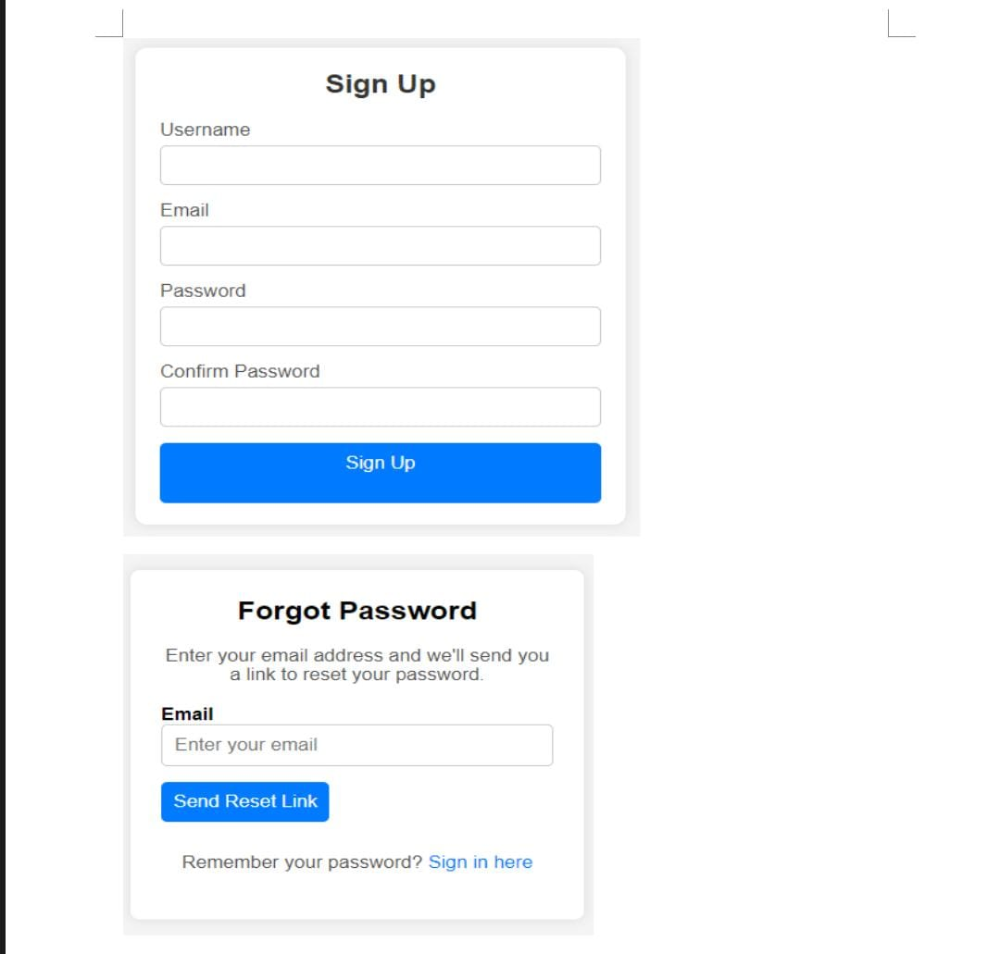 Sign Up
Username
Email
Password
Confirm Password
Sign Up
Forgot Password
Enter your email address and we'll send you
a link to reset your password.
Email
Enter your email
Send Reset Link
Remember your password? Sign in here